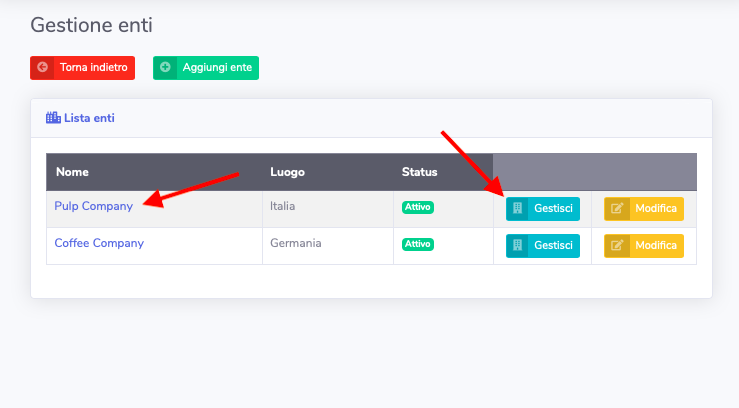 Gestione enti
Torna indietro Aggiungi ente
Lista enti
Nome Luogo Status
Pulp Company Italia Attivo Gestisci Modifica
Coffee Company Germania Attivo Gestisci Modifica